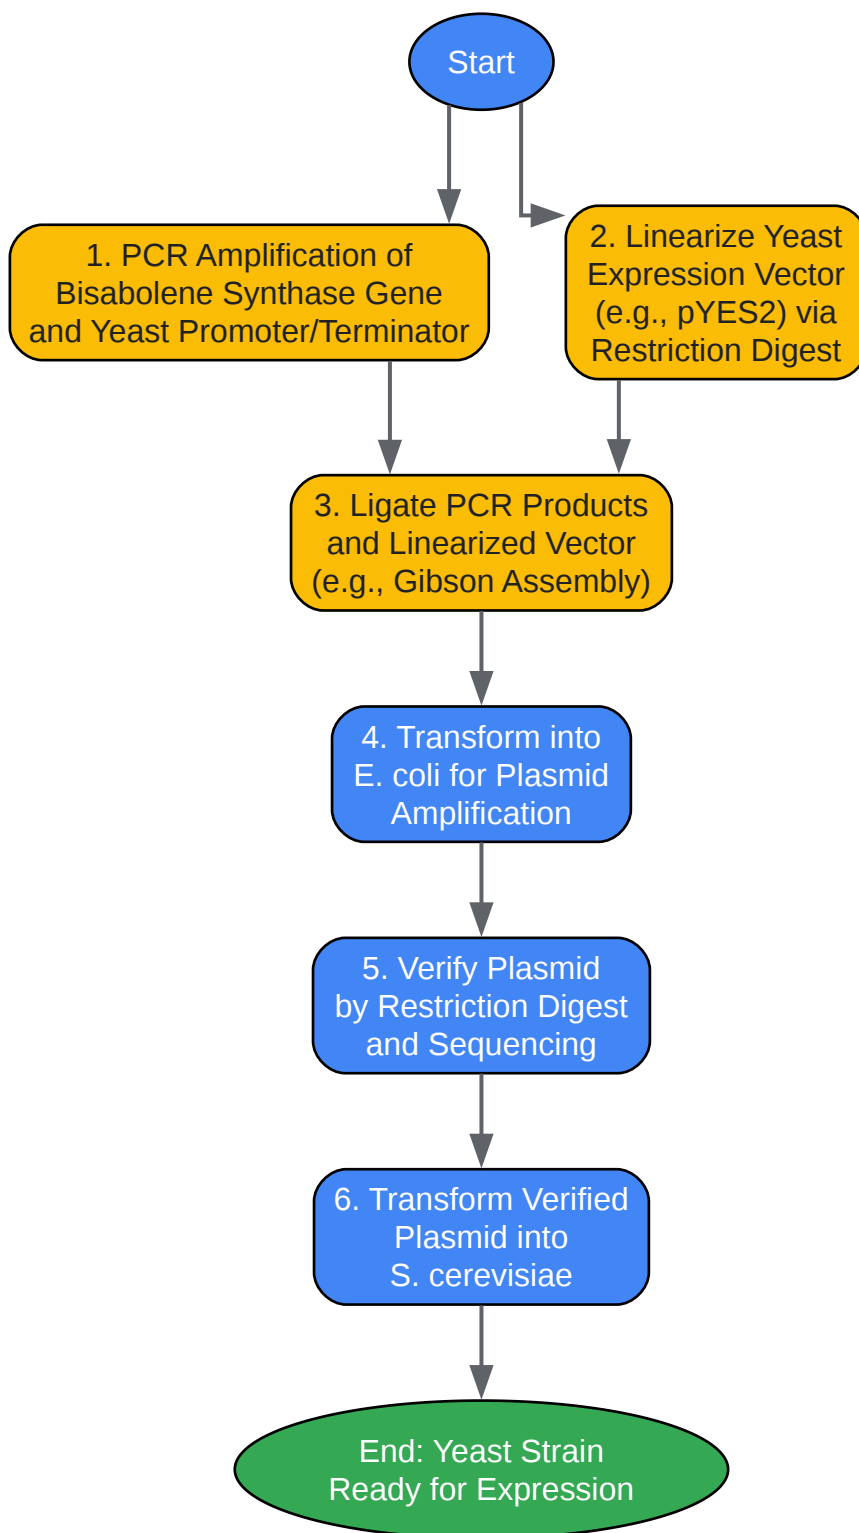 Start
1. PCR Amplification of
Bisabolene Synthase Gene
and Yeast Promoter/Terminator
2. Linearize Yeast
Expression Vector
(e.g., pYES2) via
Restriction Digest
3. Ligate PCR Products
and Linearized Vector
(e.g., Gibson Assembly)
4. Transform into
E. coli for Plasmid
Amplification
5. Verify Plasmid
by Restriction Digest
and Sequencing
6. Transform Verified
Plasmid into
S. cerevisiae
End: Yeast Strain
Ready for Expression